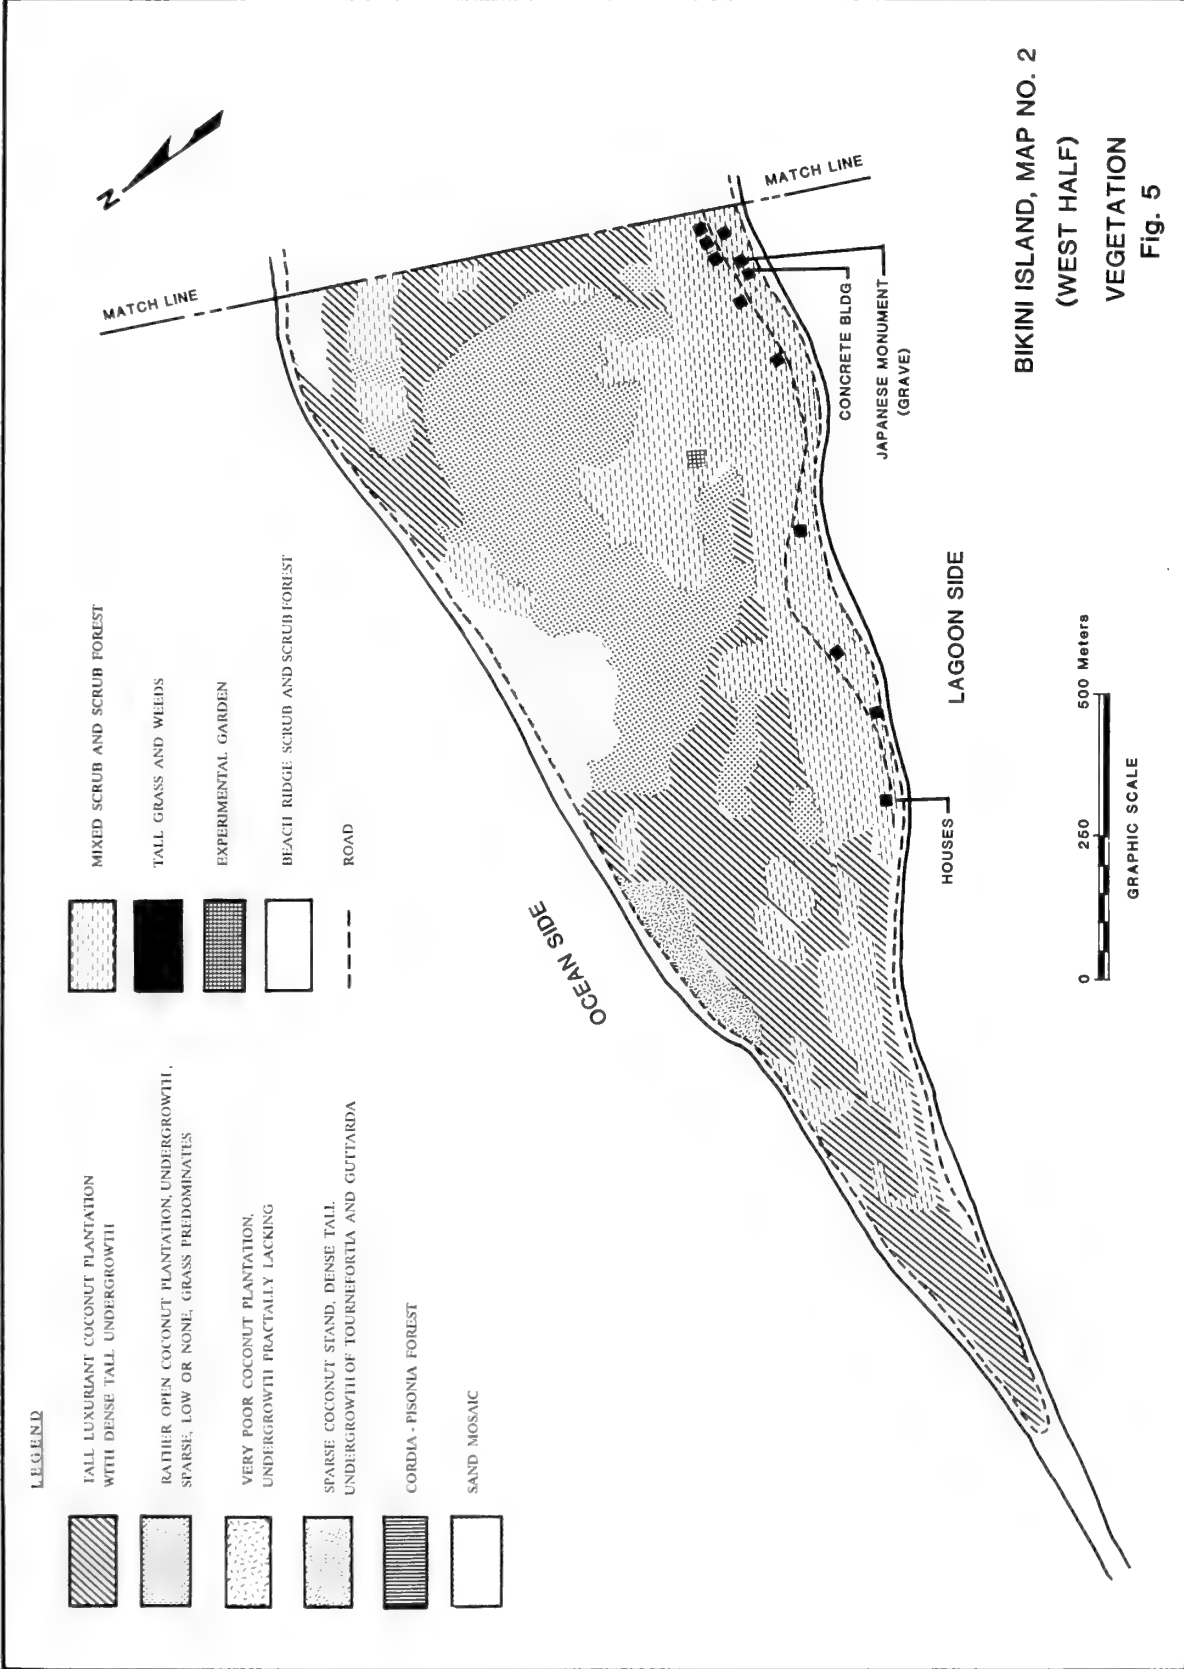 LEGEND
TALL LUXURIANT COCONUT PLANTATION
WITH DENSE TALL UNDERGROWTH
RATHER OPEN COCONUT PLANTATION, UNDERGROWTH,
SPARSE, LOW OR NONE, GRASS PREDOMINATES
VERY POOR COCONUT PLANTATION,
UNDERGROWTH PRACTALLY LACKING
SPARSE COCONUT STAND, DENSE TALL
UNDERGROWTH OF TOURNEFORTIA AND GUTTARDA
CORDIA - PISONIA FOREST
SAND MOSAIC
MIXED SCRUB AND SCRUB FOREST
TALL GRASS AND WEEDS
EXPERIMENTAL GARDEN
BEACH RIDGE SCRUB AND SCRUB FOREST
ROAD
N
MATCH LINE
MATCH LINE
OCEAN SIDE
LAGOON SIDE
HOUSES
CONCRETE BLDG
JAPANESE MONUMENT
(GRAVE)
0 250 500 Meters
GRAPHIC SCALE
BIKINI ISLAND, MAP NO. 2
(WEST HALF)
VEGETATION
Fig. 5